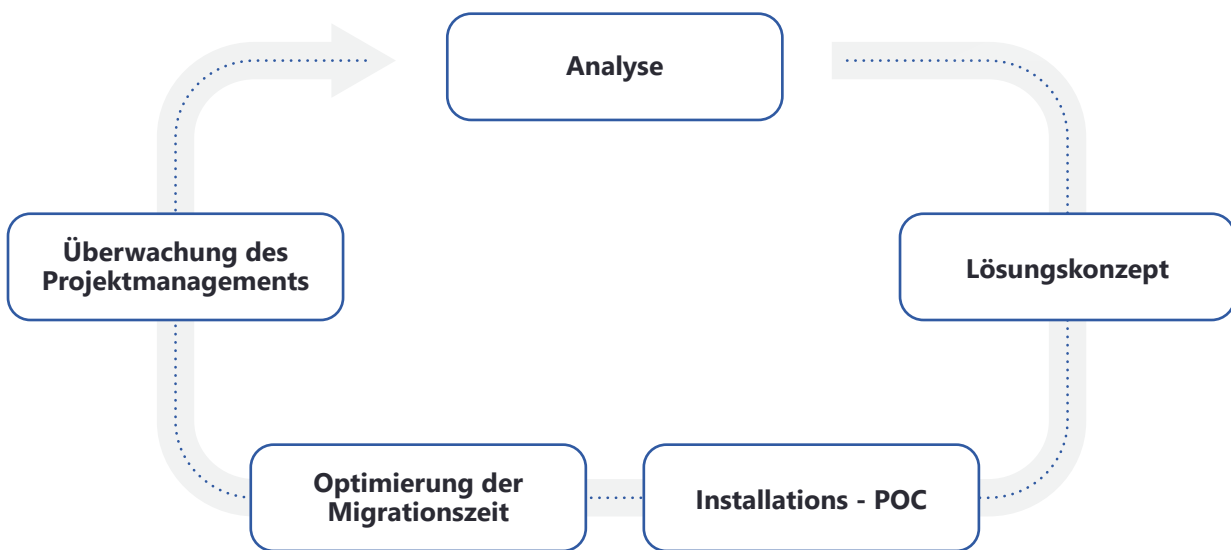 Analyse
Überwachung des
Projektmanagements
Lösungskonzept
Optimierung der
Migrationszeit
Installations - POC